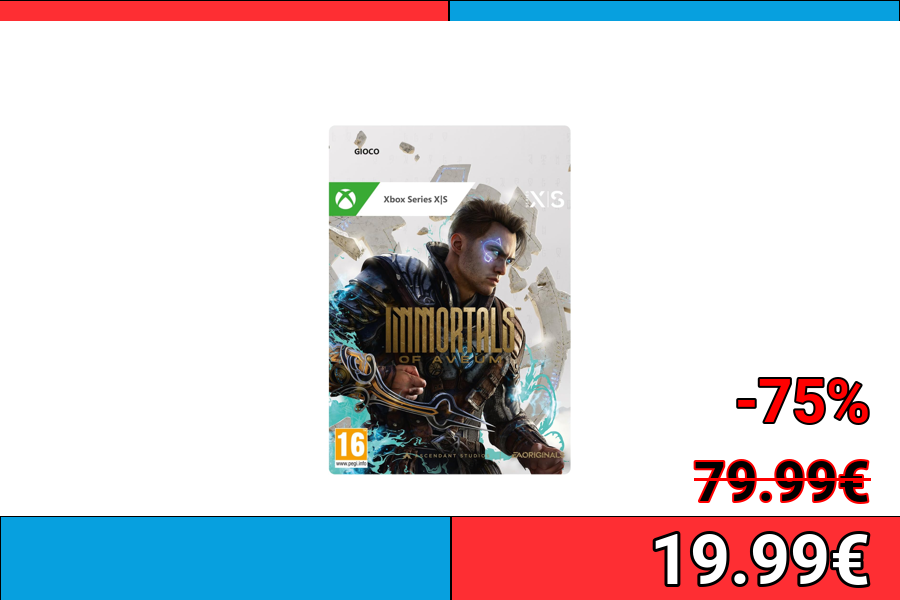 GIOCO
Xbox Series X|S
X|S
IMMORTALS
OF AVEUM
16
www.pegi.info
ASCENDANT STUDIOS
EA ORIGINALS
-75%
79.99€
19.99€